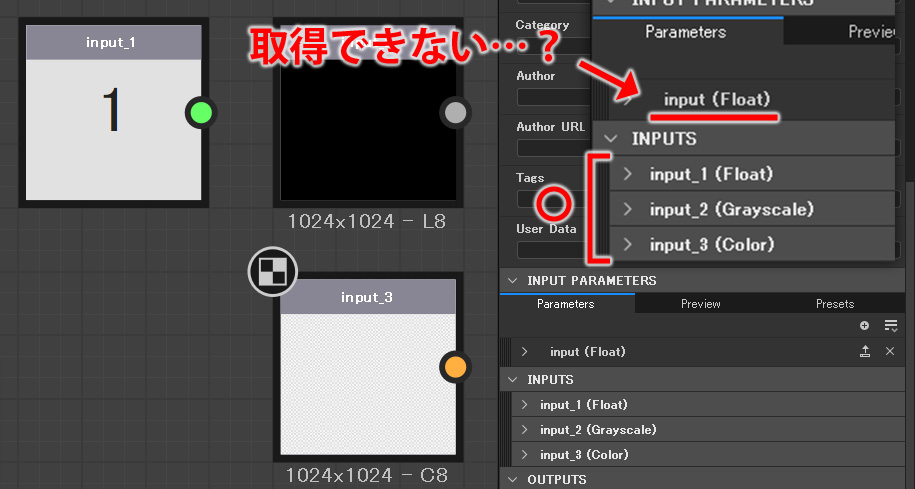 input_1
1
取得できない…？
1024x1024 - L8
input_3
1024x1024 - C8
Category
Author
Author URL
Tags
User Data
INPUT PARAMETERS
Parameters
input (Float)
INPUTS
input_1 (Float)
input_2 (Grayscale)
input_3 (Color)
INPUT PARAMETERS
Parameters Preview Presets
input (Float)
INPUTS
input_1 (Float)
input_2 (Grayscale)
input_3 (Color)
OUTPUTS